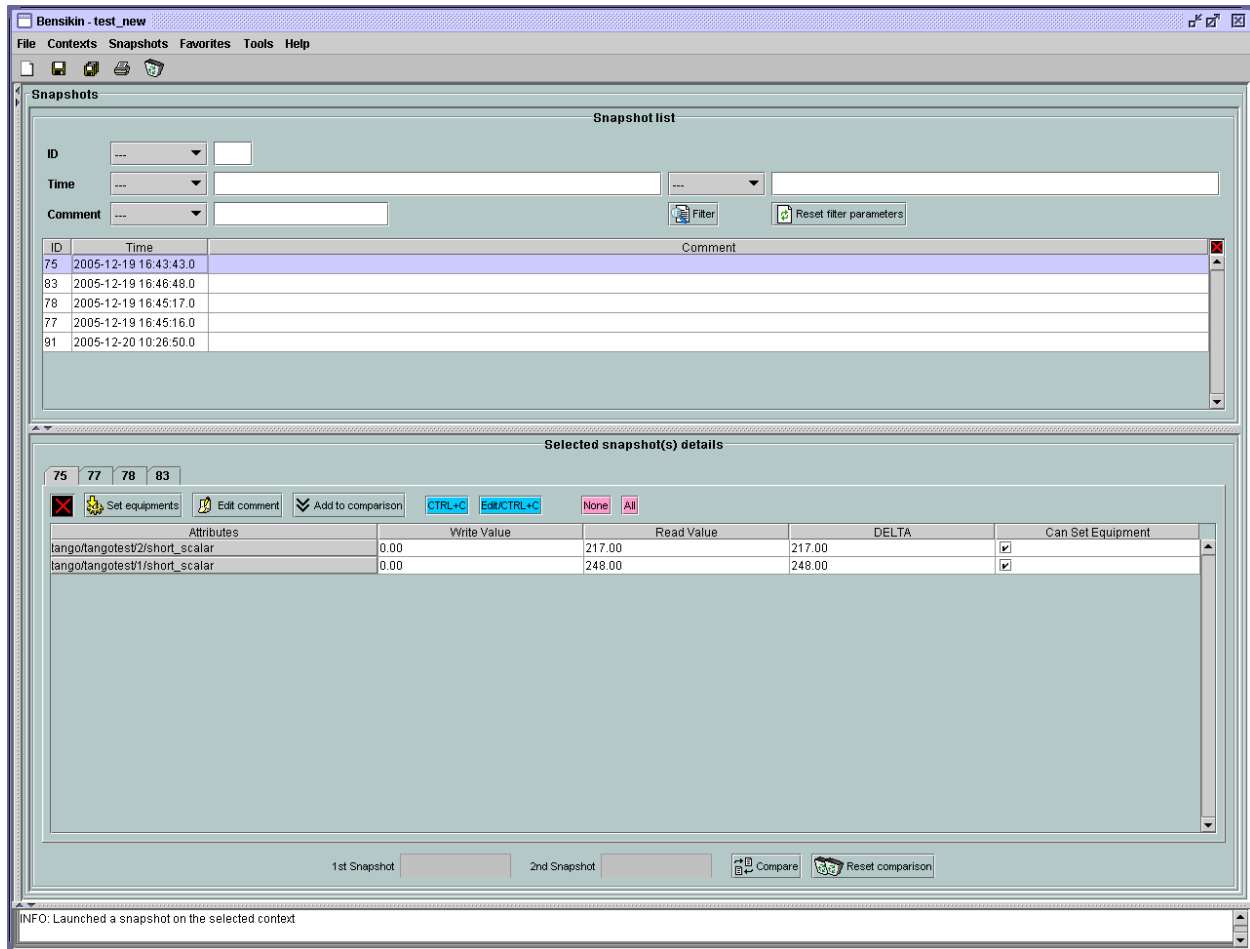 Bensikin - test_new
File Contexts Snapshots Favorites Tools Help
Snapshots
Snapshot list
ID ---
Time --- ---
Comment --- Filter Reset filter parameters
ID Time Comment
75 2005-12-19 16:43:43.0
83 2005-12-19 16:46:48.0
78 2005-12-19 16:45:17.0
77 2005-12-19 16:45:16.0
91 2005-12-20 10:26:50.0
Selected snapshot(s) details
75 77 78 83
Set equipments Edit comment Add to comparison CTRL+C Edit/CTRL+C None All
Attributes Write Value Read Value DELTA Can Set Equipment
tango/tangotest/2/short_scalar 0.00 217.00 217.00
tango/tangotest/1/short_scalar 0.00 248.00 248.00
1st Snapshot 2nd Snapshot Compare Reset comparison
INFO: Launched a snapshot on the selected context